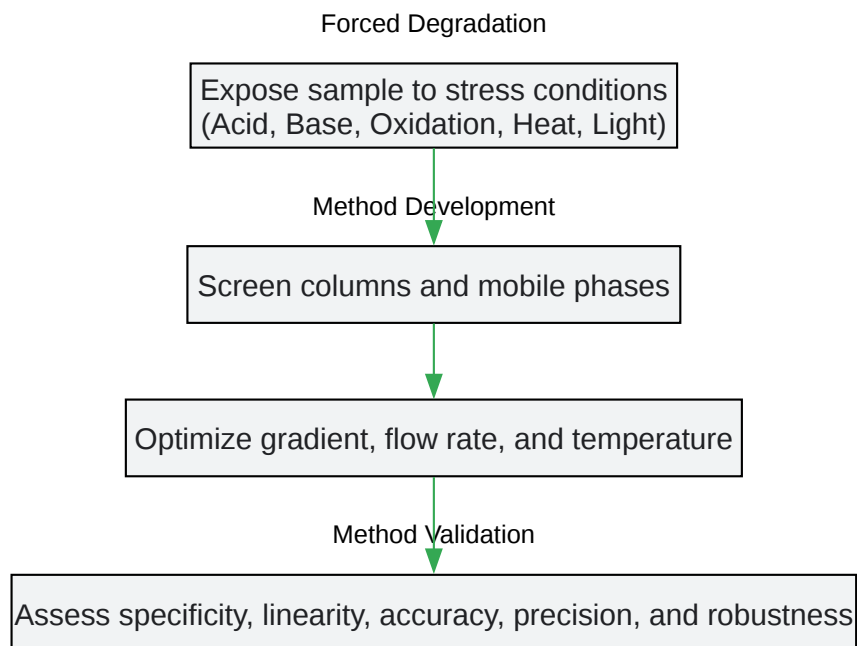 Forced Degradation
Expose sample to stress conditions
(Acid, Base, Oxidation, Heat, Light)
Method Development
Screen columns and mobile phases
Optimize gradient, flow rate, and temperature
Method Validation
Assess specificity, linearity, accuracy, precision, and robustness